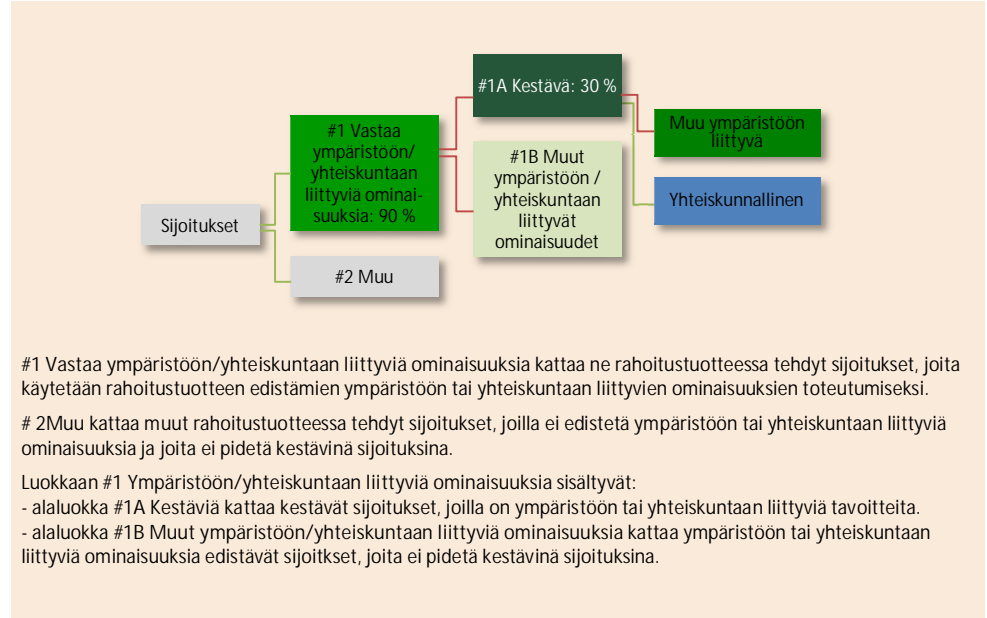 #1A Kestävä: 30 %
#1 Vastaa
ympäristöön/
yhteiskuntaan
liittyviä ominai-
suuksia: 90 %
Muu ympäristöön
liittyvä
#1B Muut
ympäristöön /
yhteiskuntaan
liittyvät
ominaisuudet
Yhteiskunnallinen
Sijoitukset
#2 Muu
#1 Vastaa ympäristöön/yhteiskuntaan liittyviä ominaisuuksia kattaa ne rahoitustuotteessa tehdyt sijoitukset, joita
käytetään rahoitustuotteen edistämien ympäristöön tai yhteiskuntaan liittyvien ominaisuuksien toteutumiseksi.
# 2Muu kattaa muut rahoitustuotteessa tehdyt sijoitukset, joilla ei edistetä ympäristöön tai yhteiskuntaan liittyviä
ominaisuuksia ja joita ei pidetä kestävinä sijoituksina.
Luokkaan #1 Ympäristöön/yhteiskuntaan liittyviä ominaisuuksia sisältyvät:
- alaluokka #1A Kestäviä kattaa kestävät sijoitukset, joilla on ympäristöön tai yhteiskuntaan liittyviä tavoitteita.
- alaluokka #1B Muut ympäristöön/yhteiskuntaan liittyviä ominaisuuksia kattaa ympäristöön tai yhteiskuntaan
liittyviä ominaisuuksia edistävät sijoitkset, joita ei pidetä kestävinä sijoituksina.